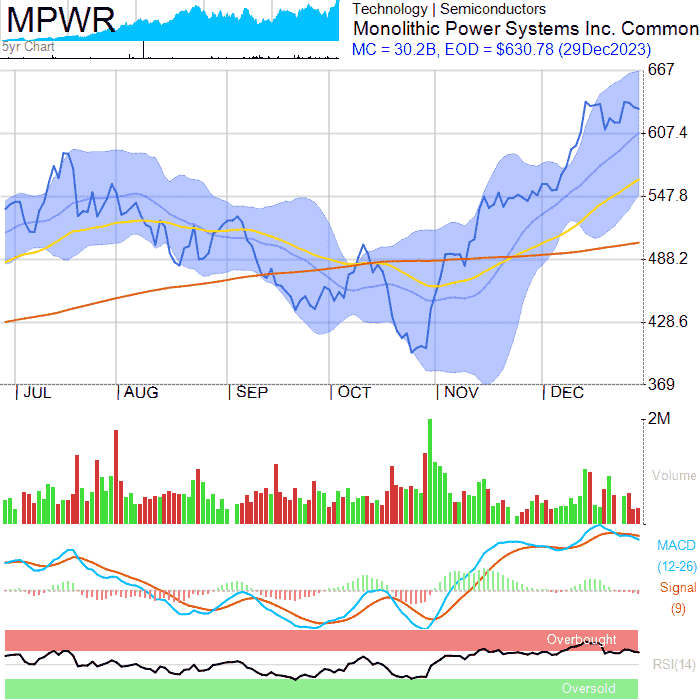 MPWR
5yr Chart
Technology | Semiconductors
Monolithic Power Systems Inc. Common
MC = 30.2B, EOD = $630.78 (29Dec2023)
667
607.4
547.8
488.2
428.6
369
JUL
AUG
SEP
OCT
NOV
DEC
2M
Volume
MACD
(12-26)
Signal
(9)
Overbought
RSI(14)
Oversold